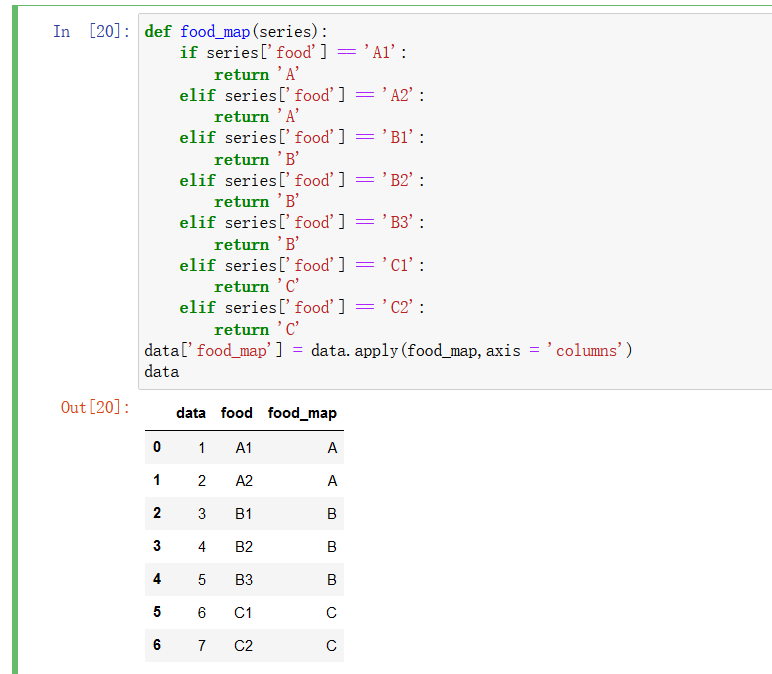 In [20]: def food_map(series):
    if series['food'] == 'A1':
        return 'A'
    elif series['food'] == 'A2':
        return 'A'
    elif series['food'] == 'B1':
        return 'B'
    elif series['food'] == 'B2':
        return 'B'
    elif series['food'] == 'B3':
        return 'B'
    elif series['food'] == 'C1':
        return 'C'
    elif series['food'] == 'C2':
        return 'C'
data['food_map'] = data.apply(food_map,axis = 'columns')
data
Out[20]:
data food food_map
0 1 A1 A
1 2 A2 A
2 3 B1 B
3 4 B2 B
4 5 B3 B
5 6 C1 C
6 7 C2 C